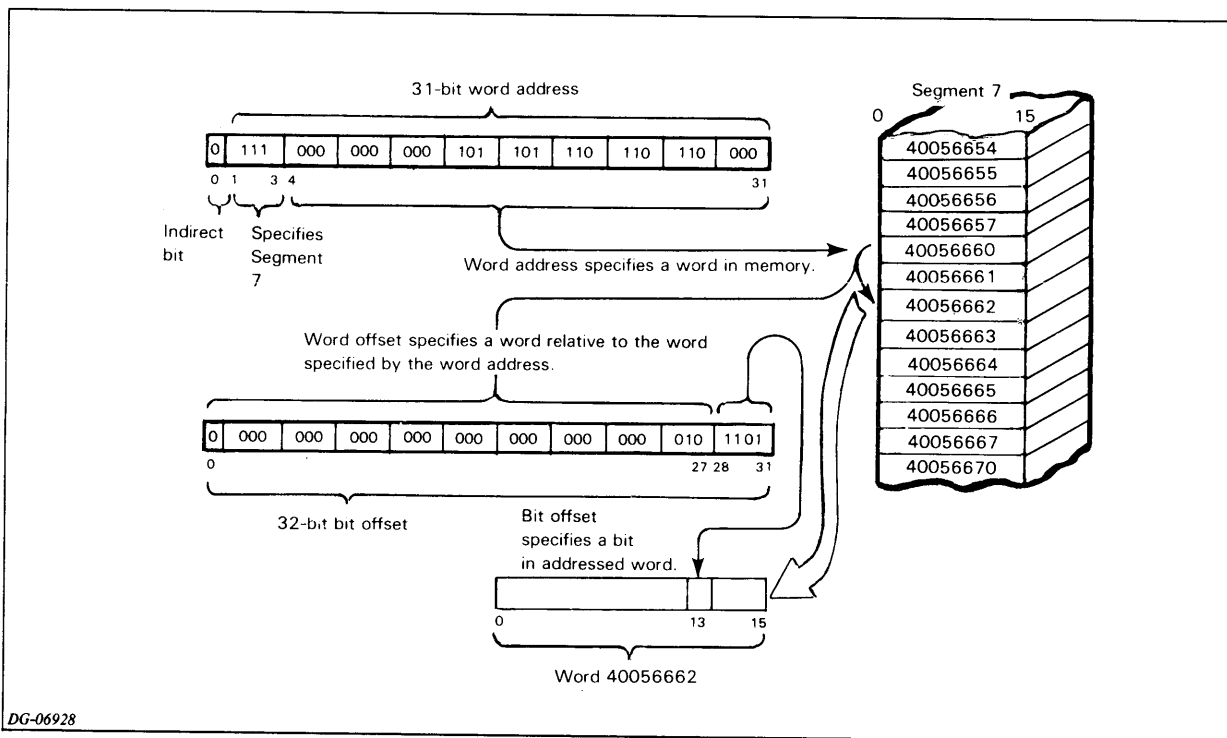 31-bit word address
0 111 000 000 000 101 101 110 110 110 000
0 1 3 4 31
Indirect
bit
Specifies
Segment
7
Word address specifies a word in memory.
Segment 7
0 15
40056654
40056655
40056656
40056657
40056660
40056661
40056662
40056663
40056664
40056665
40056666
40056667
40056670
Word offset specifies a word relative to the word
specified by the word address.
0 000 000 000 000 000 000 000 000 010 1101
0 27 28 31
32-bit bit offset
Bit offset
specifies a bit
in addressed word.
0 13 15
Word 40056662
DG-06928